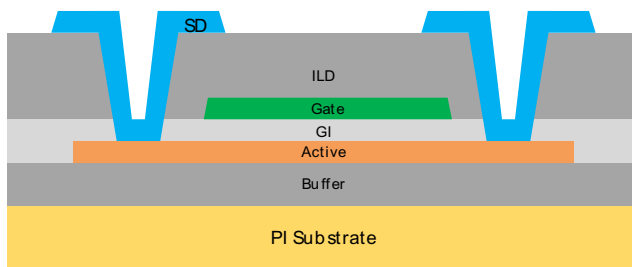 SD
ILD
Gate
GI
Active
Buffer
PI Substrate